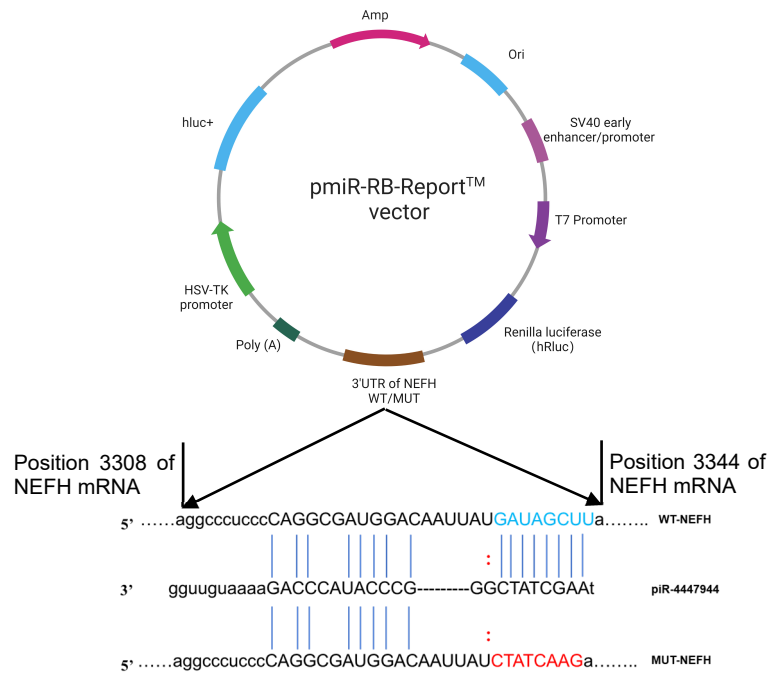 Amp
Ori
hluc+
SV40 early
enhancer/promoter
pmiR-RB-Report™
vector
T7 Promoter
HSV-TK
promoter
Poly (A)
Renilla luciferase
(hRluc)
3'UTR of NEFH
WT/MUT
Position 3308 of
NEFH mRNA
Position 3344 of
NEFH mRNA
5’ ……aggcccucccCAGGCGAUGGACAAUUAUGAUAGCUUa…….. WT-NEFH
:
3’ gguuguaaaaGACCCAUACCCG---------GGCTATCGAAt piR-4447944
:
5’ ……aggcccucccCAGGCGAUGGACAAUUAUCTATCAAGa…….. MUT-NEFH